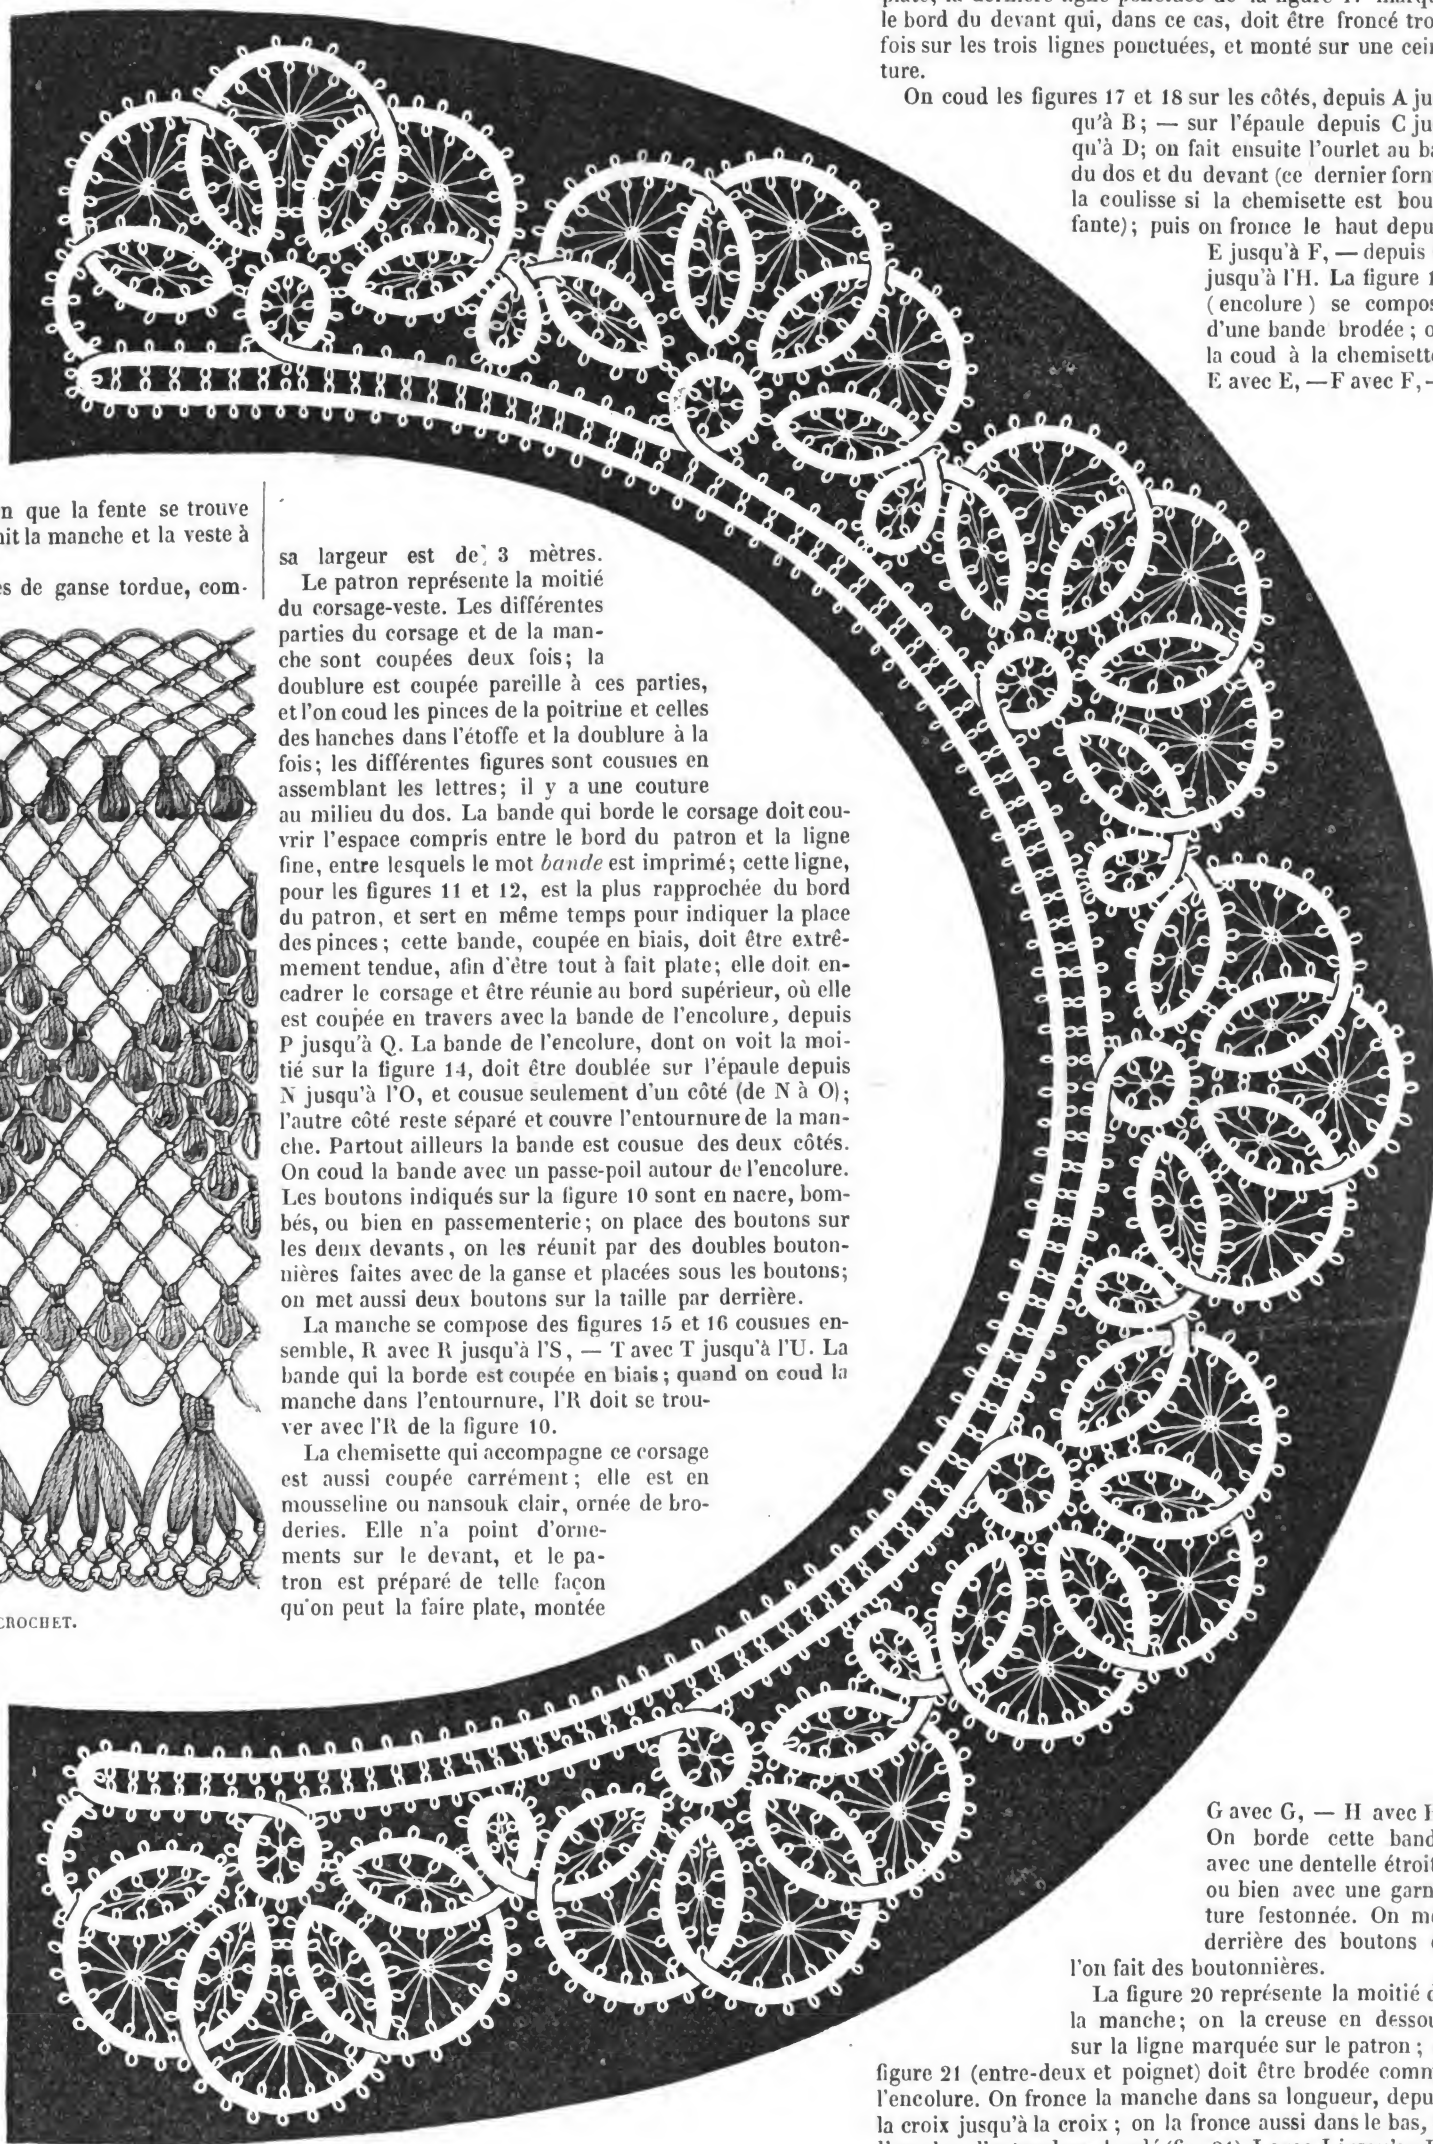 n que la fente se trouve
it la manche et la veste à
s de ganse tordue, com-
CROCHET.
sa largeur est de 3 mètres.
Le patron représente la moitié
du corsage-veste. Les différentes
parties du corsage et de la man-
che sont coupées deux fois; la
doublure est coupée pareille à ces parties,
et l'on coud les pinces de la poitrine et celles
des hanches dans l'étoffe et la doublure à la
fois; les différentes figures sont cousues en
assemblant les lettres; il y a une couture
au milieu du dos. La bande qui borde le corsage doit cou-
vrir l'espace compris entre le bord du patron et la ligne
fine, entre lesquels le mot bande est imprimé; cette ligne,
pour les figures 11 et 12, est la plus rapprochée du bord
du patron, et sert en même temps pour indiquer la place
des pinces; cette bande, coupée en biais, doit être extrê-
mement tendue, afin d'être tout à fait plate; elle doit en-
cadrer le corsage et être réunie au bord supérieur, où elle
est coupée en travers avec la bande de l'encolure, depuis
P jusqu'à Q. La bande de l'encolure, dont on voit la moi-
tié sur la figure 14, doit être doublée sur l'épaule depuis
N jusqu'à l'O, et cousue seulement d'un côté (de N à O);
l'autre côté reste séparé et couvre l'entournure de la man-
che. Partout ailleurs la bande est cousue des deux côtés.
On coud la bande avec un passe-poil autour de l'encolure.
Les boutons indiqués sur la figure 10 sont en nacre, bom-
bés, ou bien en passementerie; on place des boutons sur
les deux devants, on les réunit par des doubles bouton-
nières faites avec de la ganse et placées sous les boutons;
on met aussi deux boutons sur la taille par derrière.
La manche se compose des figures 15 et 16 cousues en-
semble, R avec R jusqu'à l'S, — T avec T jusqu'à l'U. La
bande qui la borde est coupée en biais; quand on coud la
manche dans l'entournure, l'R doit se trou-
ver avec l'R de la figure 10.
La chemisette qui accompagne ce corsage
est aussi coupée carrément; elle est en
mousseline ou nansouk clair, ornée de bro-
deries. Elle n'a point d'orne-
ments sur le devant, et le pa-
tron est préparé de telle façon
qu'on peut la faire plate, montée
le bord du devant qui, dans ce cas, doit être froncé tro
fois sur les trois lignes ponctuées, et monté sur une cein
ture.
On coud les figures 17 et 18 sur les côtés, depuis A ju
qu'à B; — sur l'épaule depuis C ju
qu'à D; on fait ensuite l'ourlet au ba
du dos et du devant (ce dernier form
la coulisse si la chemisette est bou
fante); puis on fronce le haut depu
E jusqu'à F, — depuis
jusqu'à l'H. La figure 1
(encolure) se compos
d'une bande brodée; o
la coud à la chemisette
E avec E, — F avec F, -
G avec G, — H avec H
On borde cette band
avec une dentelle étroit
ou bien avec une garn
ture festonnée. On me
derrière des boutons
l'on fait des boutonnières.
La figure 20 représente la moitié d
la manche; on la creuse en dessou
sur la ligne marquée sur le patron;
figure 21 (entre-deux et poignet) doit être brodée comm
l'encolure. On fronce la manche dans sa longueur, depu
la croix jusqu'à la croix; on la fronce aussi dans le bas,